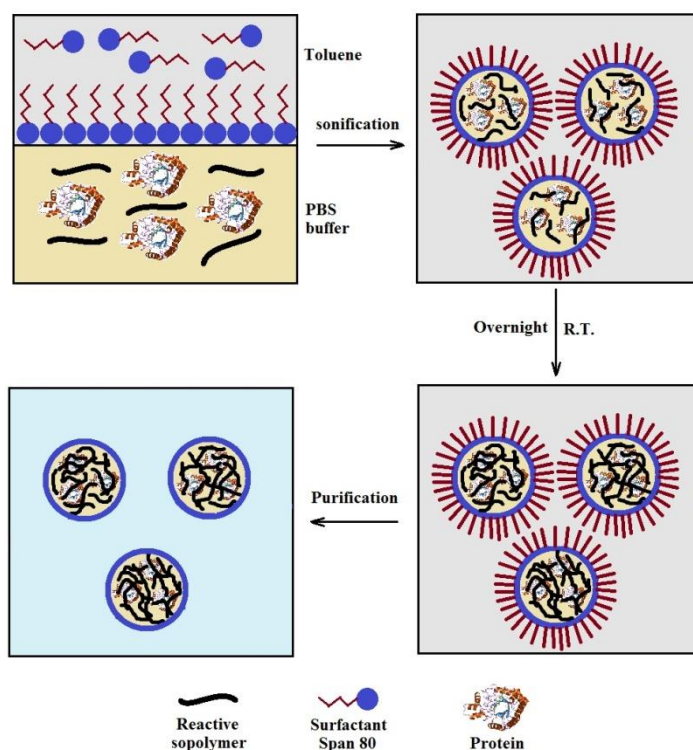 Toluene
sonification
PBS
buffer
Overnight R.T.
Purification
Reactive
sopolymer
Surfactant
Span 80
Protein